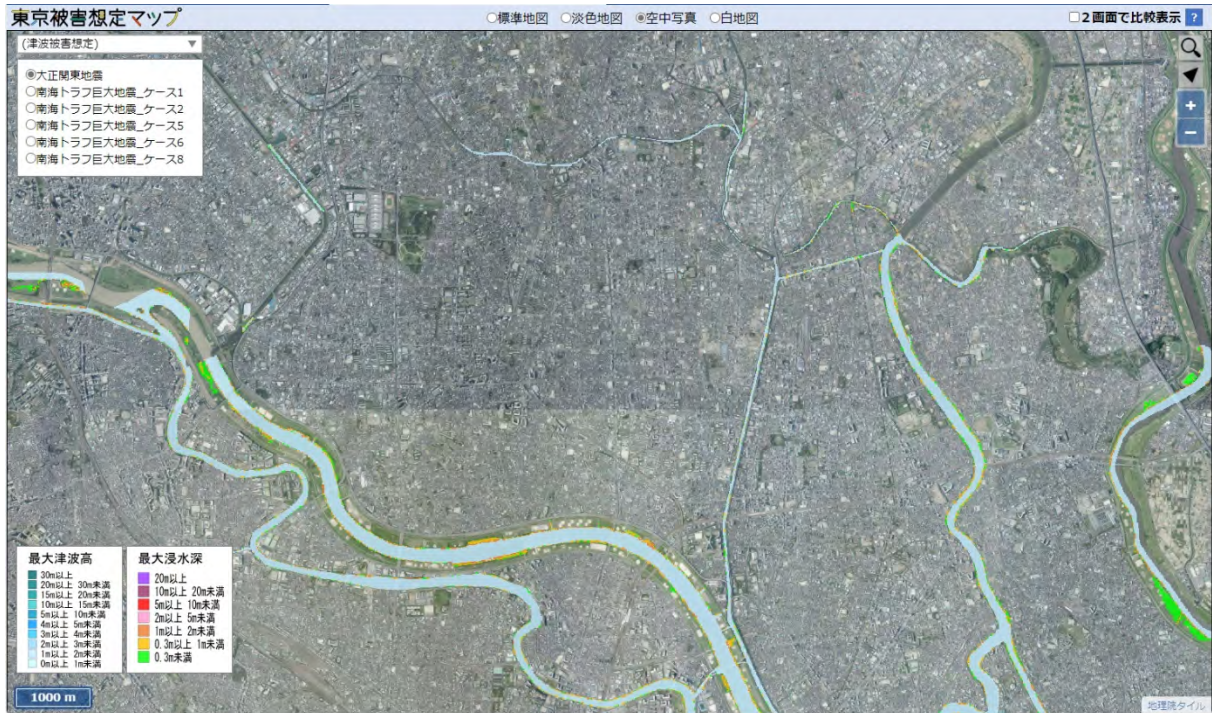 東京被害想定マップ
標準地図 淡色地図 空中写真 白地図
2画面で比較表示 ?
(津波被害想定)
大正関東地震
南海トラフ巨大地震_ケース1
南海トラフ巨大地震_ケース2
南海トラフ巨大地震_ケース5
南海トラフ巨大地震_ケース6
南海トラフ巨大地震_ケース8
+
−
最大津波高
30m以上
20m以上 30m未満
15m以上 20m未満
10m以上 15m未満
5m以上 10m未満
4m以上 5m未満
3m以上 4m未満
2m以上 3m未満
1m以上 2m未満
0m以上 1m未満
最大浸水深
20m以上
10m以上 20m未満
5m以上 10m未満
2m以上 5m未満
1m以上 2m未満
0.3m以上 1m未満
0.3m未満
1000 m
地理院タイル